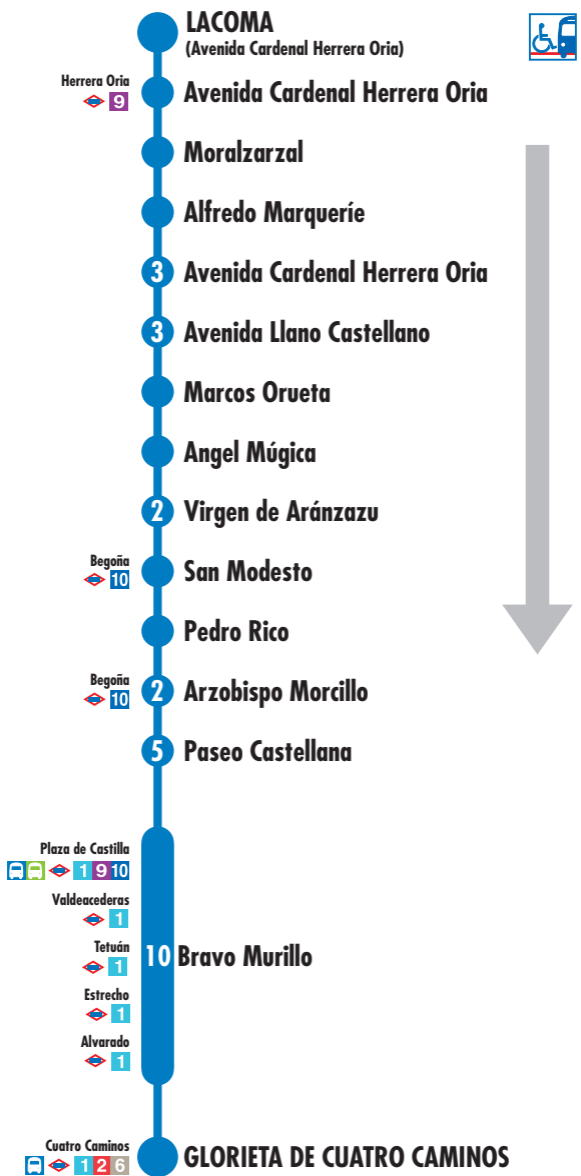 LACOMA
(Avenida Cardenal Herrera Oria)
Herrera Oria
9
Avenida Cardenal Herrera Oria
Moralzarzal
Alfredo Marqueríe
3 Avenida Cardenal Herrera Oria
3 Avenida Llano Castellano
Marcos Orueta
Angel Múgica
2 Virgen de Aránzazu
Begoña
10
San Modesto
Pedro Rico
Begoña
10
2 Arzobispo Morcillo
5 Paseo Castellana
Plaza de Castilla
1 9 10
Valdeacederas
1
Tetuán
1
10 Bravo Murillo
Estrecho
1
Alvarado
1
Cuatro Caminos
1 2 6
GLORIETA DE CUATRO CAMINOS